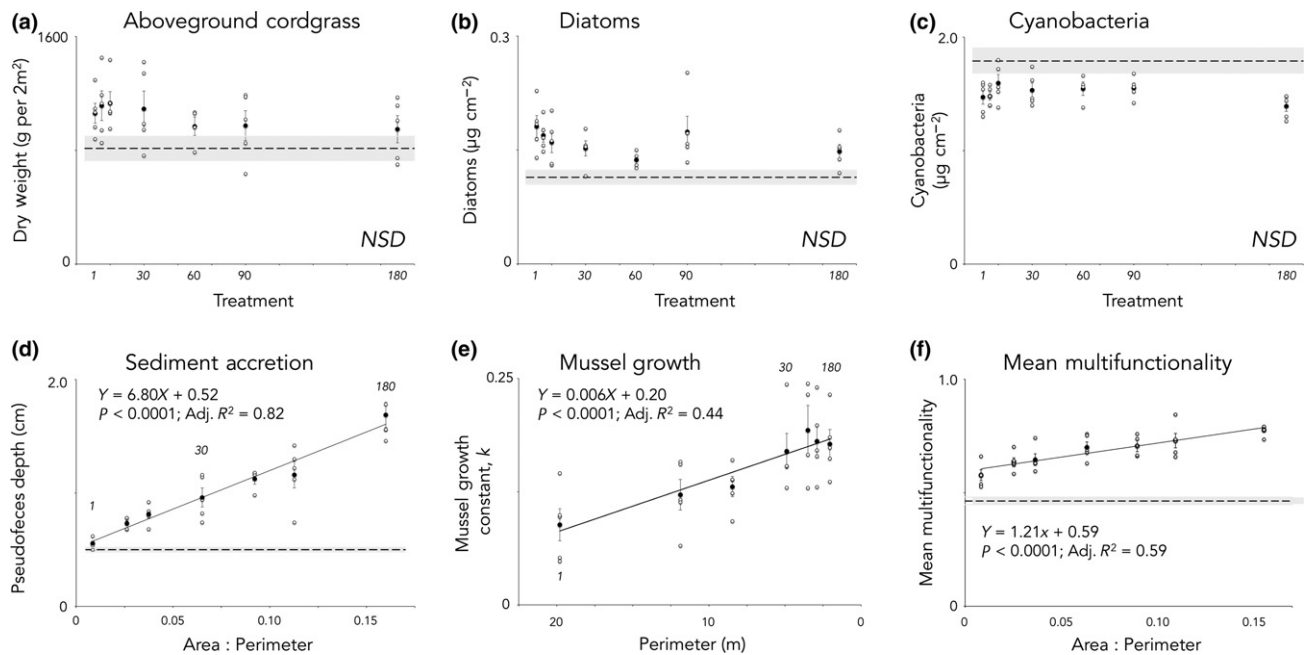 (a) Aboveground cordgrass
1600
0
Dry weight (g per 2m²)
NSD
1 30 60 90 180
Treatment
(b) Diatoms
0.3
0
Diatoms (µg cm⁻²)
NSD
1 30 60 90 180
Treatment
(c) Cyanobacteria
2.0
0
Cyanobacteria
(µg cm⁻²)
NSD
1 30 60 90 180
Treatment
(d) Sediment accretion
2.0
1.0
0
Pseudofeces depth (cm)
Y = 6.80X + 0.52
P < 0.0001; Adj. R² = 0.82
1
30
180
0 0.05 0.10 0.15
Area : Perimeter
(e) Mussel growth
0.25
0
Mussel growth
constant, k
Y = 0.006X + 0.20
P < 0.0001; Adj. R² = 0.44
1
30 180
20 10 0
Perimeter (m)
(f) Mean multifunctionality
1.0
0
Mean multifunctionality
Y = 1.21x + 0.59
P < 0.0001; Adj. R² = 0.59
0 0.05 0.10 0.15
Area : Perimeter